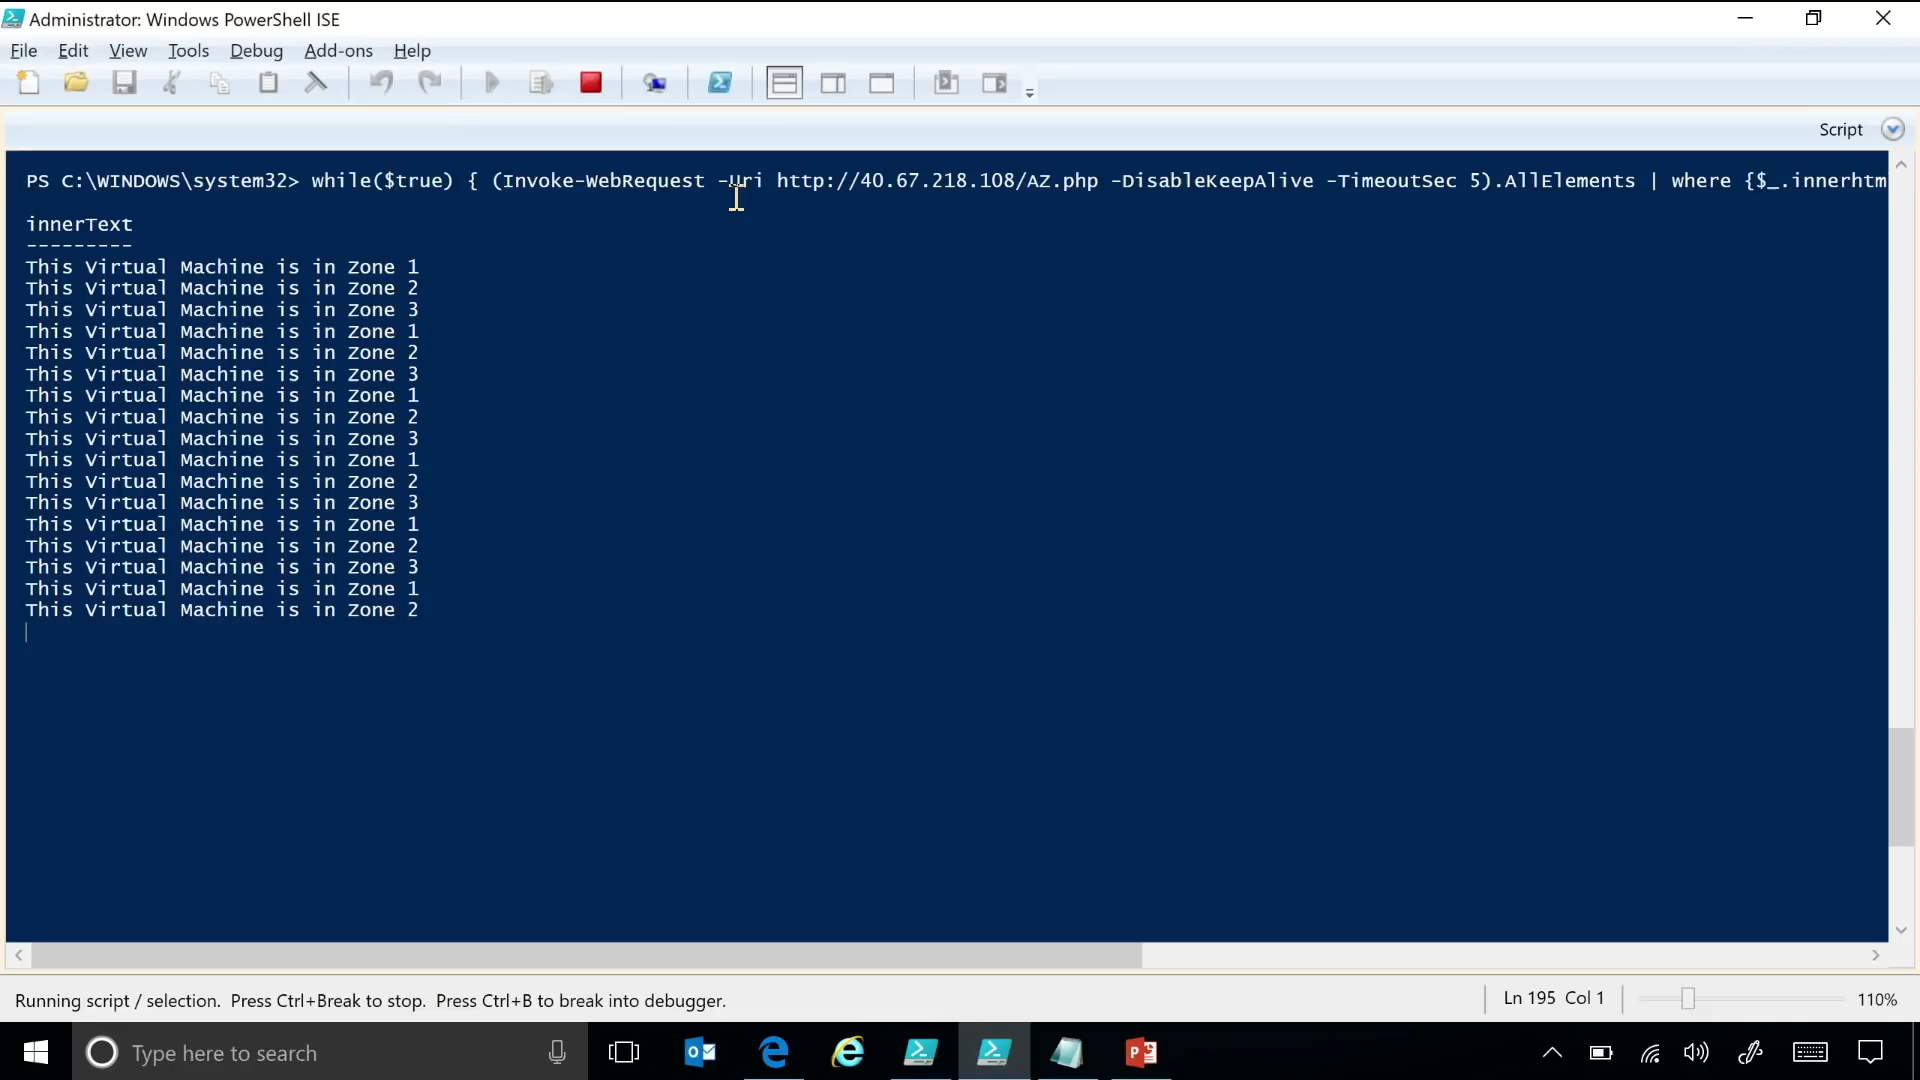 Administrator: Windows PowerShell ISE
File Edit View Tools Debug Add-ons Help
Script
PS C:\WINDOWS\system32> while($true) { (Invoke-WebRequest -Uri http://40.67.218.108/AZ.php -DisableKeepAlive -TimeoutSec 5).AllElements | where {$_.innerhtm
innerText
---------
This Virtual Machine is in Zone 1
This Virtual Machine is in Zone 2
This Virtual Machine is in Zone 3
This Virtual Machine is in Zone 1
This Virtual Machine is in Zone 2
This Virtual Machine is in Zone 3
This Virtual Machine is in Zone 1
This Virtual Machine is in Zone 2
This Virtual Machine is in Zone 3
This Virtual Machine is in Zone 1
This Virtual Machine is in Zone 2
This Virtual Machine is in Zone 3
This Virtual Machine is in Zone 1
This Virtual Machine is in Zone 2
This Virtual Machine is in Zone 3
This Virtual Machine is in Zone 1
This Virtual Machine is in Zone 2
Running script / selection. Press Ctrl+Break to stop. Press Ctrl+B to break into debugger.
Ln 195 Col 1
110%
Type here to search